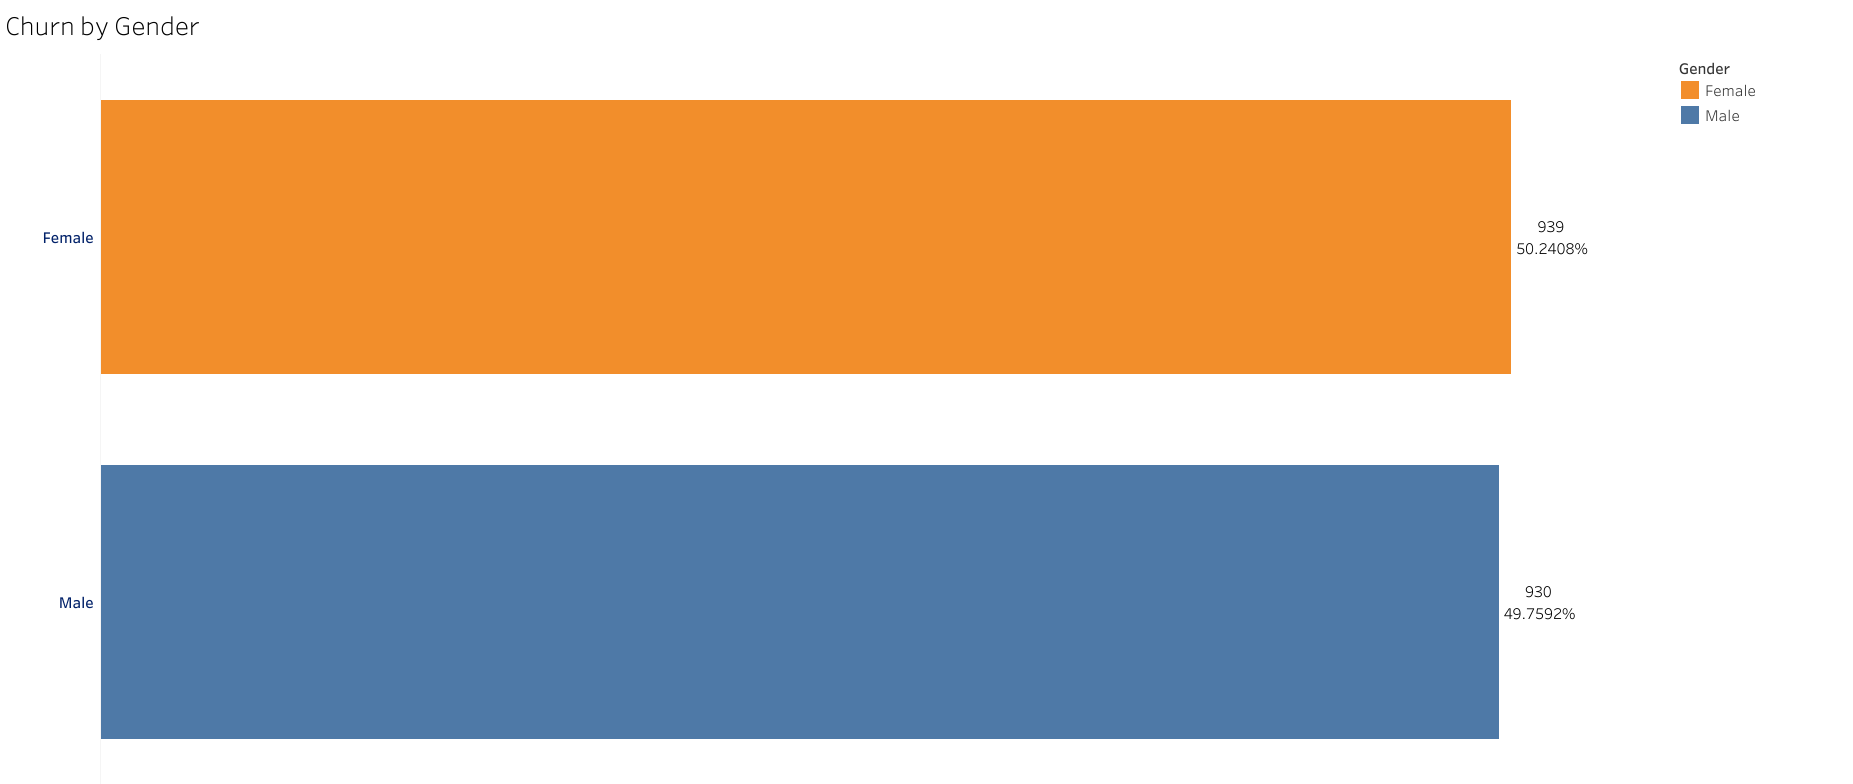 Churn by Gender
Gender
Female
Male
Female
939
50.2408%
Male
930
49.7592%